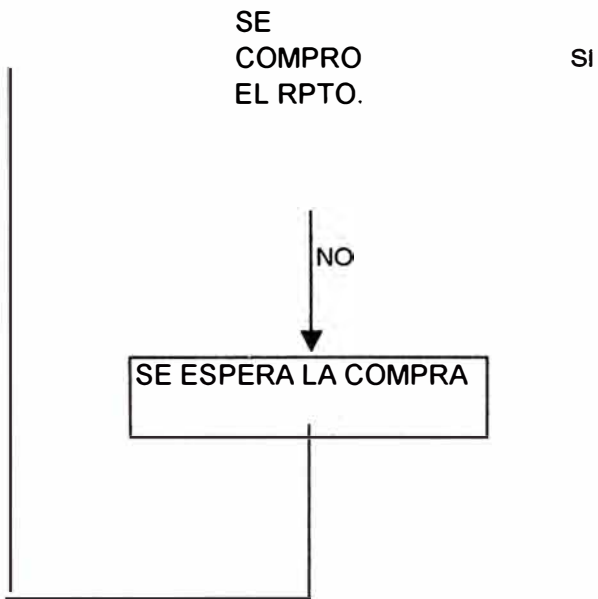 SE
COMPRO
EL RPTO.
SI
NO
SE ESPERA LA COMPRA